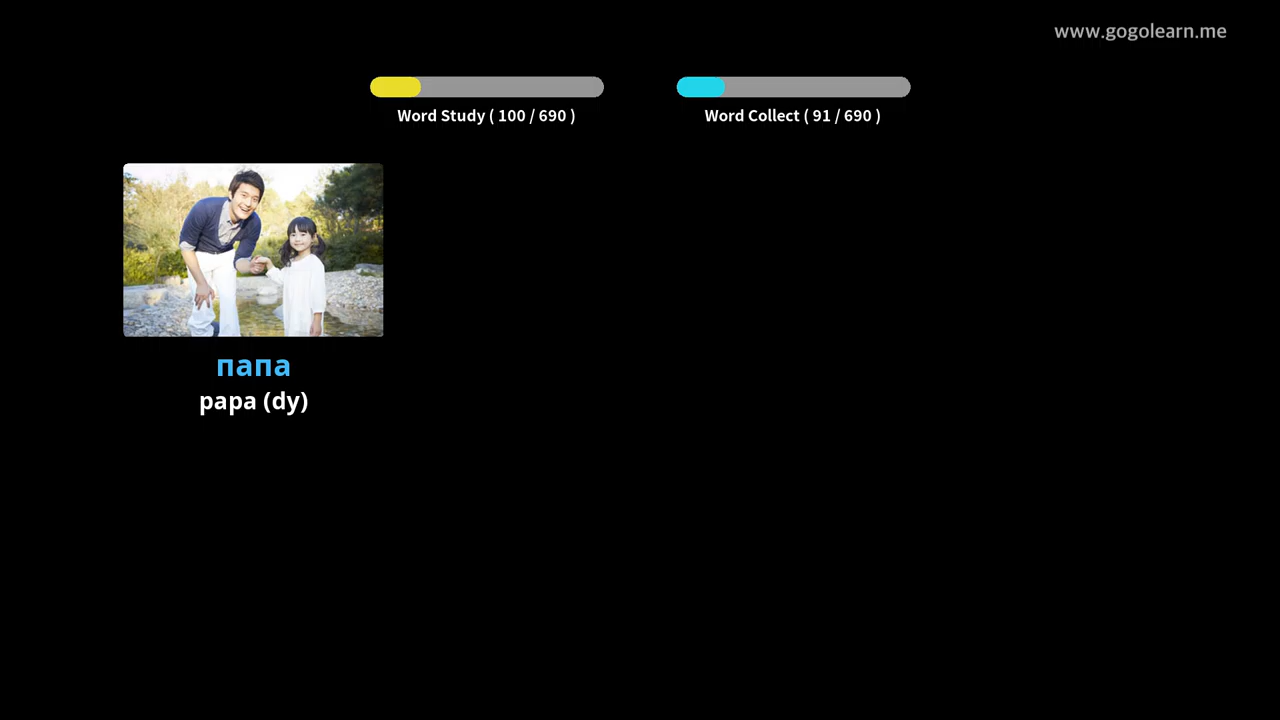 www.gogolearn.me
Word Study ( 100 / 690 )
Word Collect ( 91 / 690 )
папа
papa (dy)